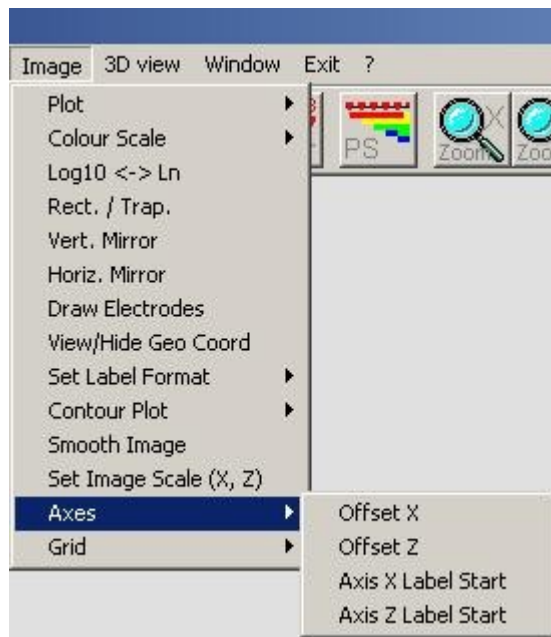 Image 3D view Window Exit ?
PS Zoom X Zoo
Plot
Colour Scale
Log10 <-> Ln
Rect. / Trap.
Vert. Mirror
Horiz. Mirror
Draw Electrodes
View/Hide Geo Coord
Set Label Format
Contour Plot
Smooth Image
Set Image Scale (X, Z)
Axes
Grid
Offset X
Offset Z
Axis X Label Start
Axis Z Label Start